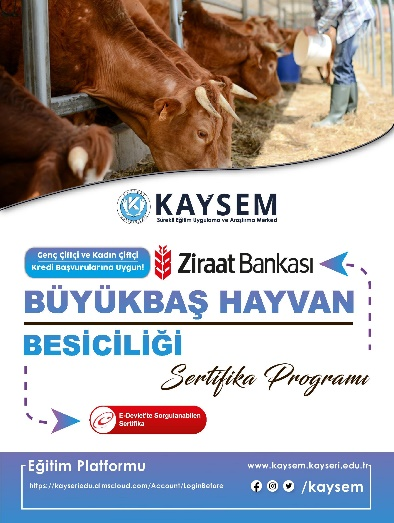 KAYSEM
Sürekli Eğitim Uygulama ve Araştırma Merkezi
Genç Çiftçi ve Kadın Çiftçi
Kredi Başvurularına Uygun!
Ziraat Bankası
BÜYÜKBAŞ HAYVAN
BESİCİLİĞİ
Sertifika Programı
E-Devlet'te Sorgulanabilen
Sertifika
Eğitim Platformu
www.kaysem.kayseri.edu.tr
https://kayseriedu.almscloud.com/Account/LoginBefore
/kaysem